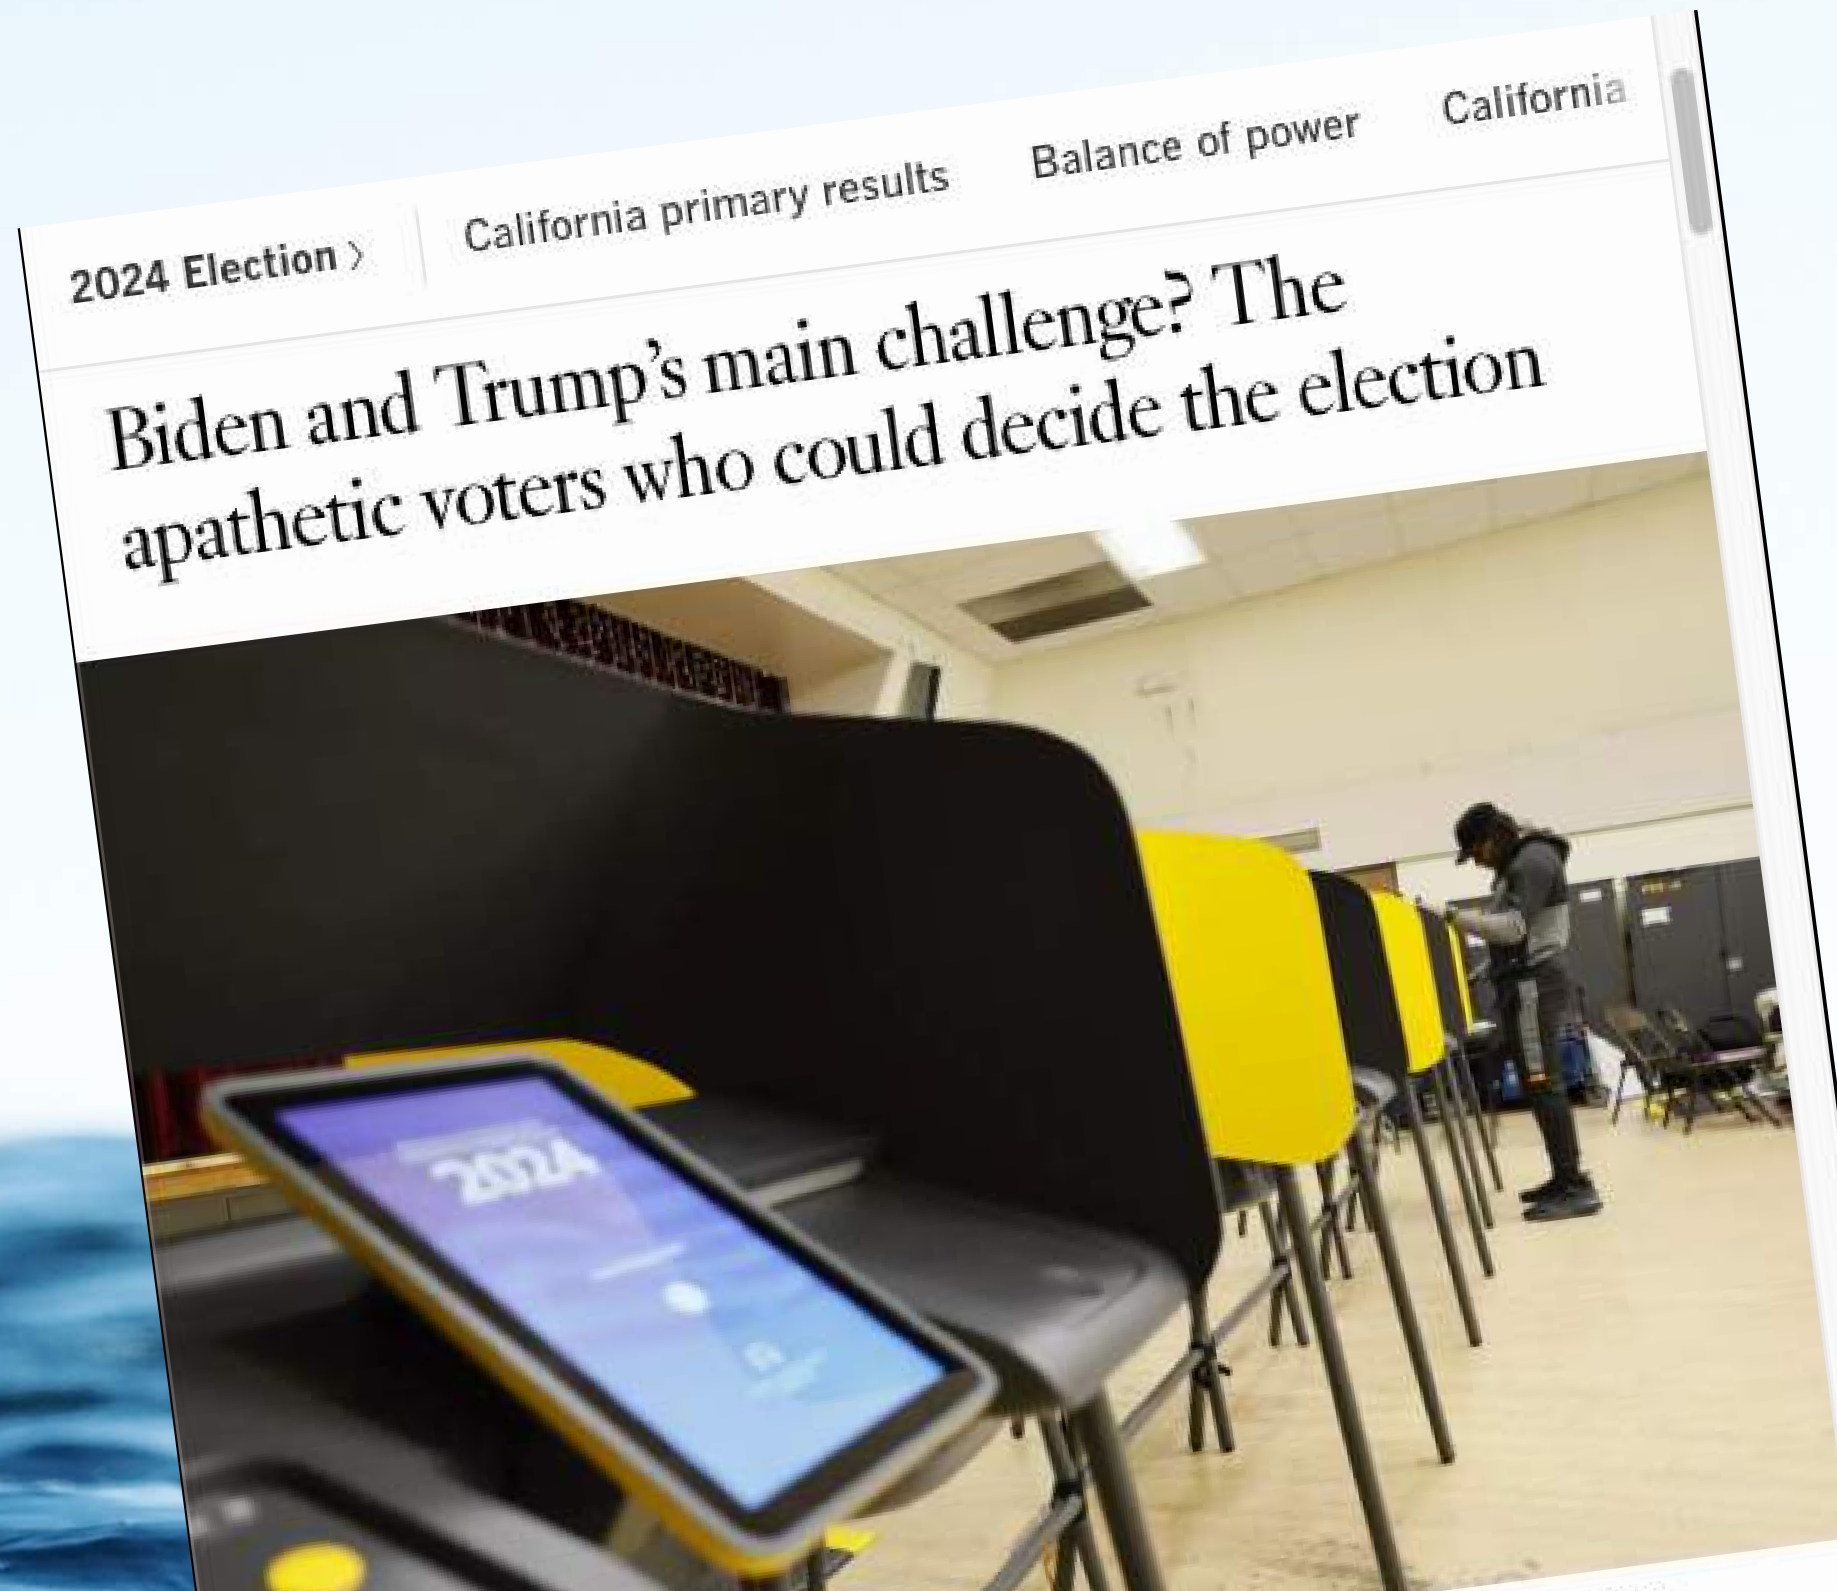 2024 Election > California primary results Balance of power California
Biden and Trump’s main challenge? The
apathetic voters who could decide the election
2024